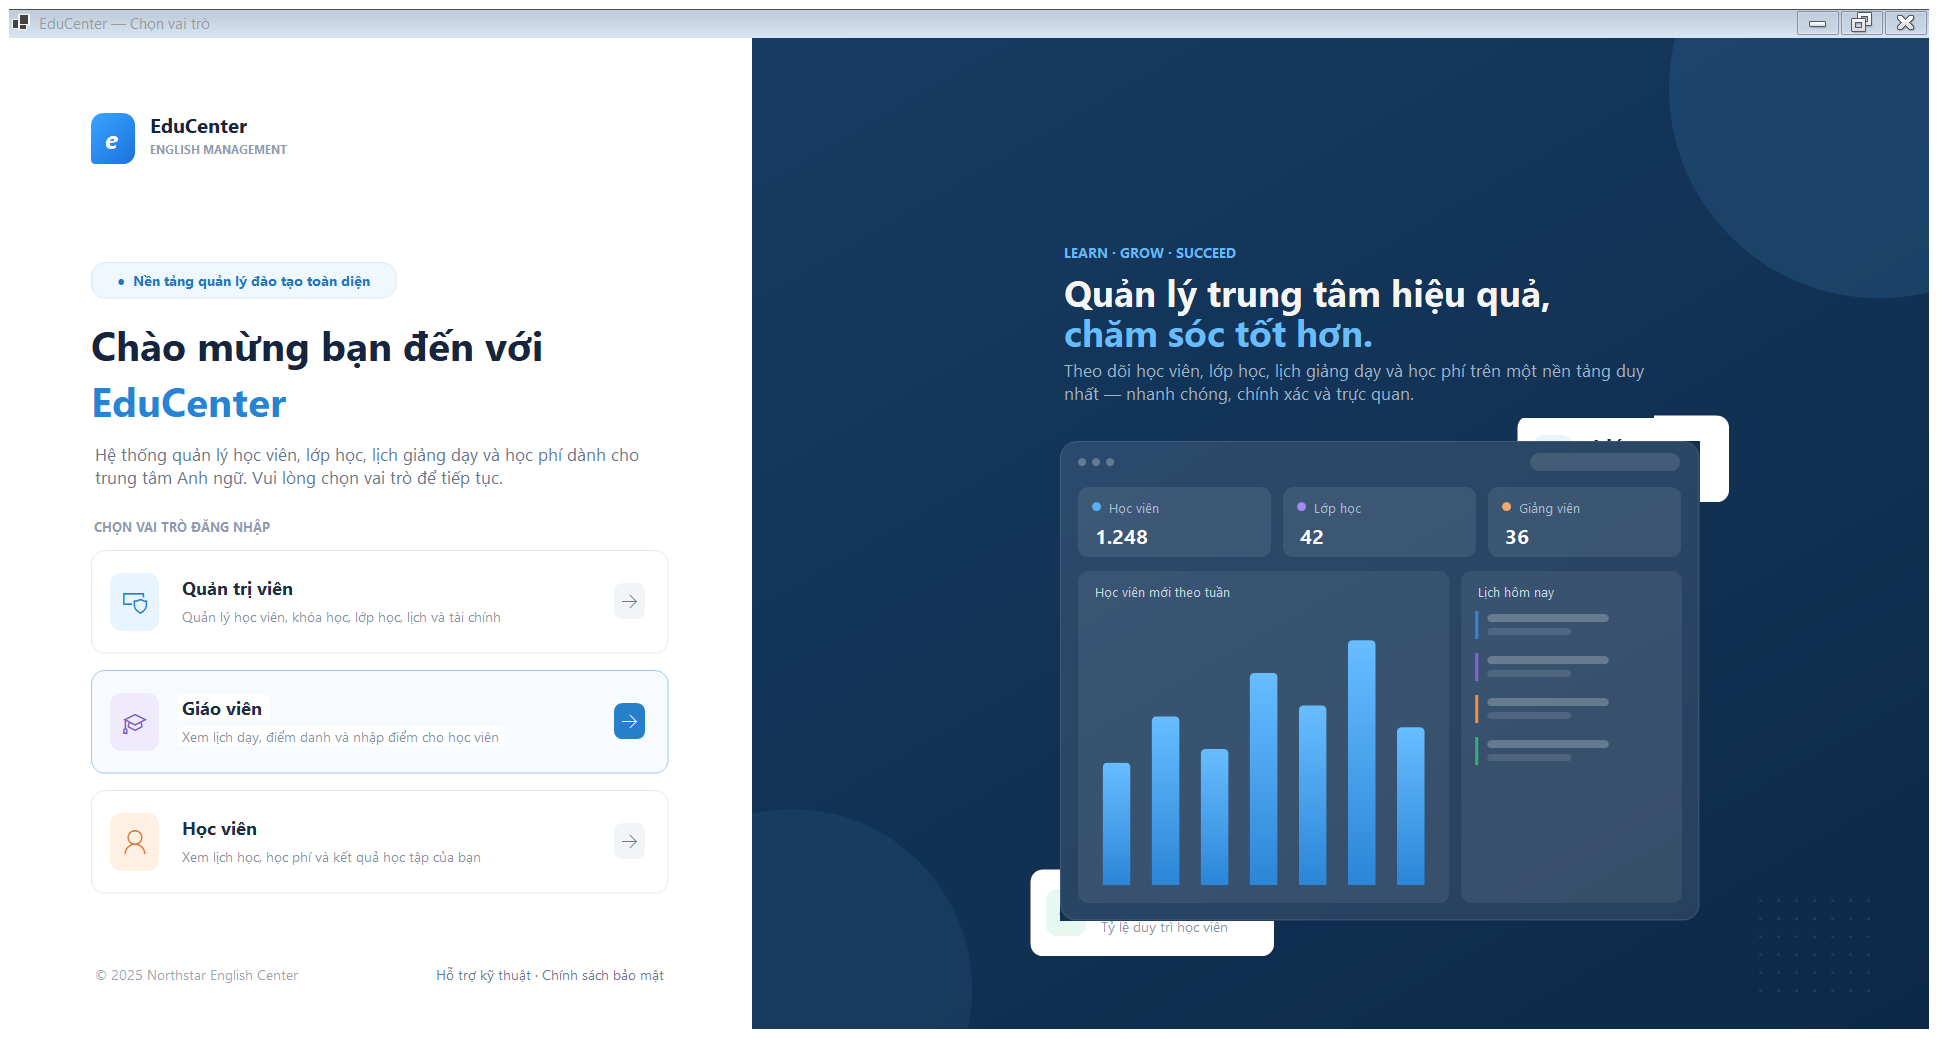 EduCenter — Chọn vai trò
e
EduCenter
ENGLISH MANAGEMENT
• Nền tảng quản lý đào tạo toàn diện
Chào mừng bạn đến với
EduCenter
Hệ thống quản lý học viên, lớp học, lịch giảng dạy và học phí dành cho
trung tâm Anh ngữ. Vui lòng chọn vai trò để tiếp tục.
CHỌN VAI TRÒ ĐĂNG NHẬP
Quản trị viên
Quản lý học viên, khóa học, lớp học, lịch và tài chính
Giáo viên
Xem lịch dạy, điểm danh và nhập điểm cho học viên
Học viên
Xem lịch học, học phí và kết quả học tập của bạn
© 2025 Northstar English Center
Hỗ trợ kỹ thuật · Chính sách bảo mật
LEARN · GROW · SUCCEED
Quản lý trung tâm hiệu quả,
chăm sóc tốt hơn.
Theo dõi học viên, lớp học, lịch giảng dạy và học phí trên một nền tảng duy
nhất — nhanh chóng, chính xác và trực quan.
Học viên
1.248
Lớp học
42
Giảng viên
36
Học viên mới theo tuần
Lịch hôm nay
Tỷ lệ duy trì học viên